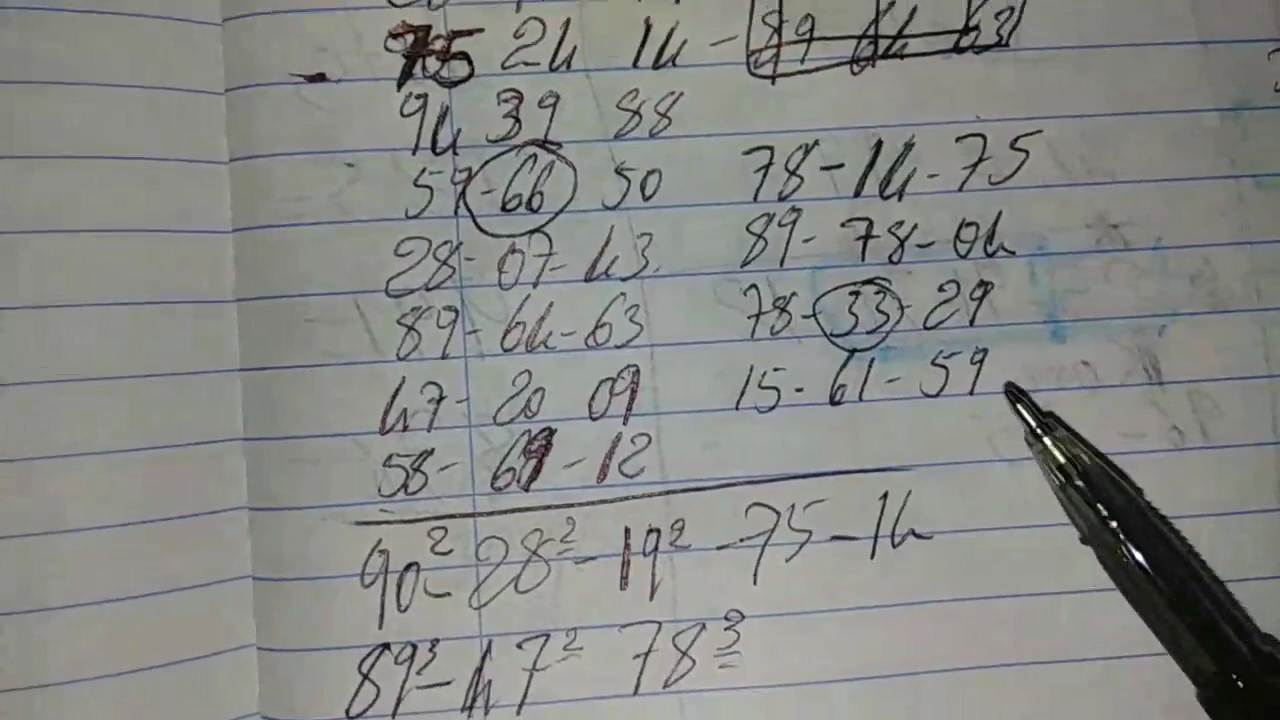 75 24 14 - 89 64 63
94 39 88
59 - 66 50 78 - 14 - 75
28 - 07 - 43. 89 - 78 - 04
89 - 64 - 63 78 - 33 - 29
47 - 20 09 15 - 61 - 59
58 - 69 - 12
90² - 28² - 19² - 75 - 14
89³ - 47² 78³